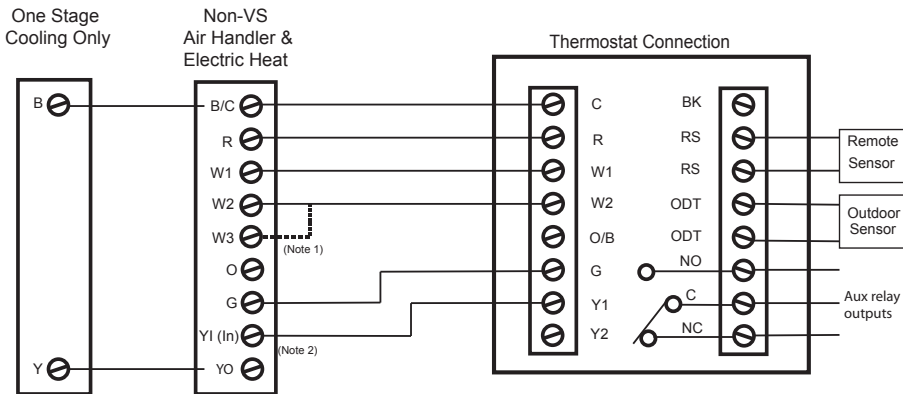 One Stage
Cooling Only
Non-VS
Air Handler &
Electric Heat
Thermostat Connection
B
Y
B/C
R
W1
W2
W3
(Note 1)
O
G
YI (In)
(Note 2)
YO
C
R
W1
W2
O/B
G
Y1
Y2
BK
RS
RS
ODT
ODT
NO
C
NC
Remote
Sensor
Outdoor
Sensor
Aux relay
outputs